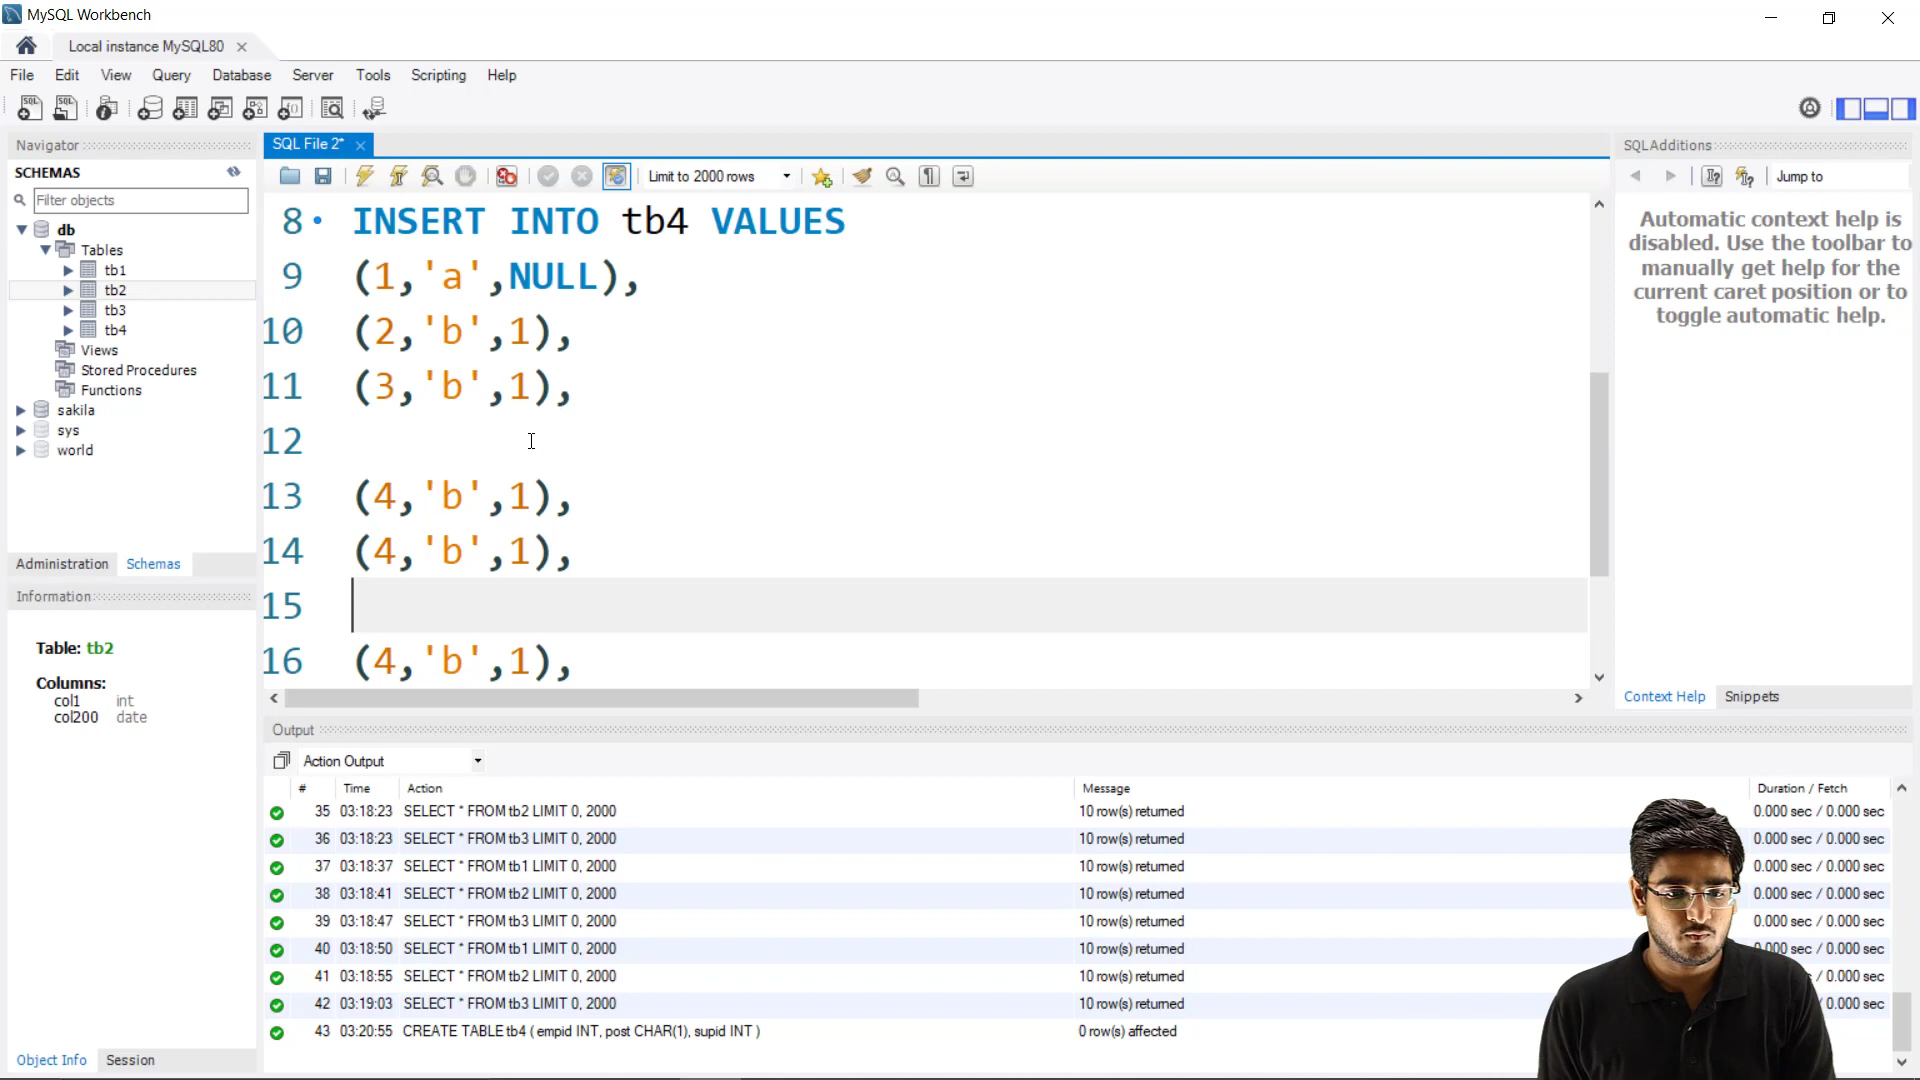 MySQL Workbench
Local instance MySQL80
File Edit View Query Database Server Tools Scripting Help
Navigator
SCHEMAS
Filter objects
db
Tables
tb1
tb2
tb3
tb4
Views
Stored Procedures
Functions
sakila
sys
world
Administration Schemas
Information
Table: tb2
Columns:
col1 int
col200 date
Object Info Session
SQL File 2*
Limit to 2000 rows
8 INSERT INTO tb4 VALUES
9 (1,'a',NULL),
10 (2,'b',1),
11 (3,'b',1),
12
13 (4,'b',1),
14 (4,'b',1),
15
16 (4,'b',1),
SQLAdditions
Jump to
Automatic context help is
disabled. Use the toolbar to
manually get help for the
current caret position or to
toggle automatic help.
Context Help Snippets
Output
Action Output
# Time Action Message Duration / Fetch
35 03:18:23 SELECT * FROM tb2 LIMIT 0, 2000 10 row(s) returned 0.000 sec / 0.000 sec
36 03:18:23 SELECT * FROM tb3 LIMIT 0, 2000 10 row(s) returned 0.000 sec / 0.000 sec
37 03:18:37 SELECT * FROM tb1 LIMIT 0, 2000 10 row(s) returned 0.000 sec / 0.000 sec
38 03:18:41 SELECT * FROM tb2 LIMIT 0, 2000 10 row(s) returned 0.000 sec / 0.000 sec
39 03:18:47 SELECT * FROM tb3 LIMIT 0, 2000 10 row(s) returned 0.000 sec / 0.000 sec
40 03:18:50 SELECT * FROM tb1 LIMIT 0, 2000 10 row(s) returned 0.000 sec / 0.000 sec
41 03:18:55 SELECT * FROM tb2 LIMIT 0, 2000 10 row(s) returned / 0.000 sec
42 03:19:03 SELECT * FROM tb3 LIMIT 0, 2000 10 row(s) returned / 0.000 sec
43 03:20:55 CREATE TABLE tb4 ( empid INT, post CHAR(1), supid INT ) 0 row(s) affected